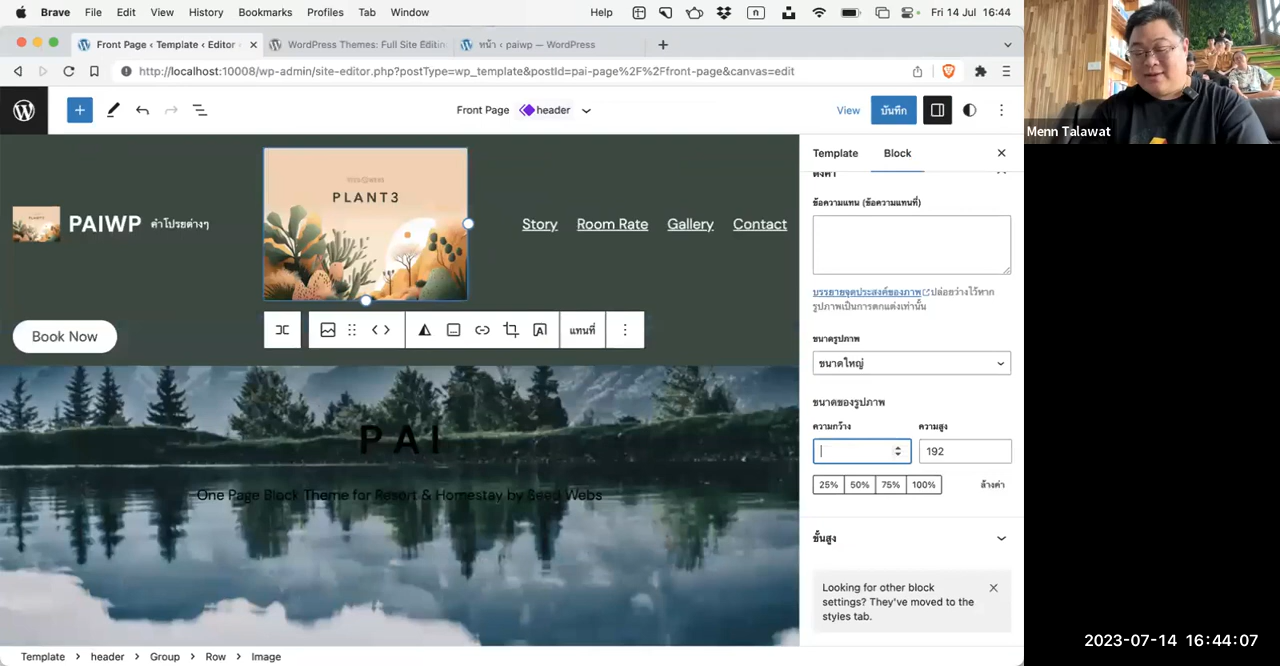 Brave File Edit View History Bookmarks Profiles Tab Window Help Fri 14 Jul 16:44
Front Page ‹ Template ‹ Editor
WordPress Themes: Full Site Editin
หน้า ‹ paiwp — WordPress
http://localhost:10008/wp-admin/site-editor.php?postType=wp_template&postId=pai-page%2F%2Ffront-page&canvas=edit
Front Page header
View
บันทึก
Template Block
ข้อความแทน (ข้อความแทนที่)
บรรยายจุดประสงค์ของภาพ ปล่อยว่างไว้หาก
รูปภาพเป็นการตกแต่งเท่านั้น
ขนาดรูปภาพ
ขนาดใหญ่
ขนาดของรูปภาพ
ความกว้าง ความสูง
192
25% 50% 75% 100% ล้างค่า
ขั้นสูง
Looking for other block
settings? They've moved to the
styles tab.
PLANT3
PAIWP คำโปรยต่างๆ
Story Room Rate Gallery Contact
Book Now
แทนที่
PAI
One Page Block Theme for Resort & Homestay by Seed Webs
Template > header > Group > Row > Image
Menn Talawat
2023-07-14 16:44:07